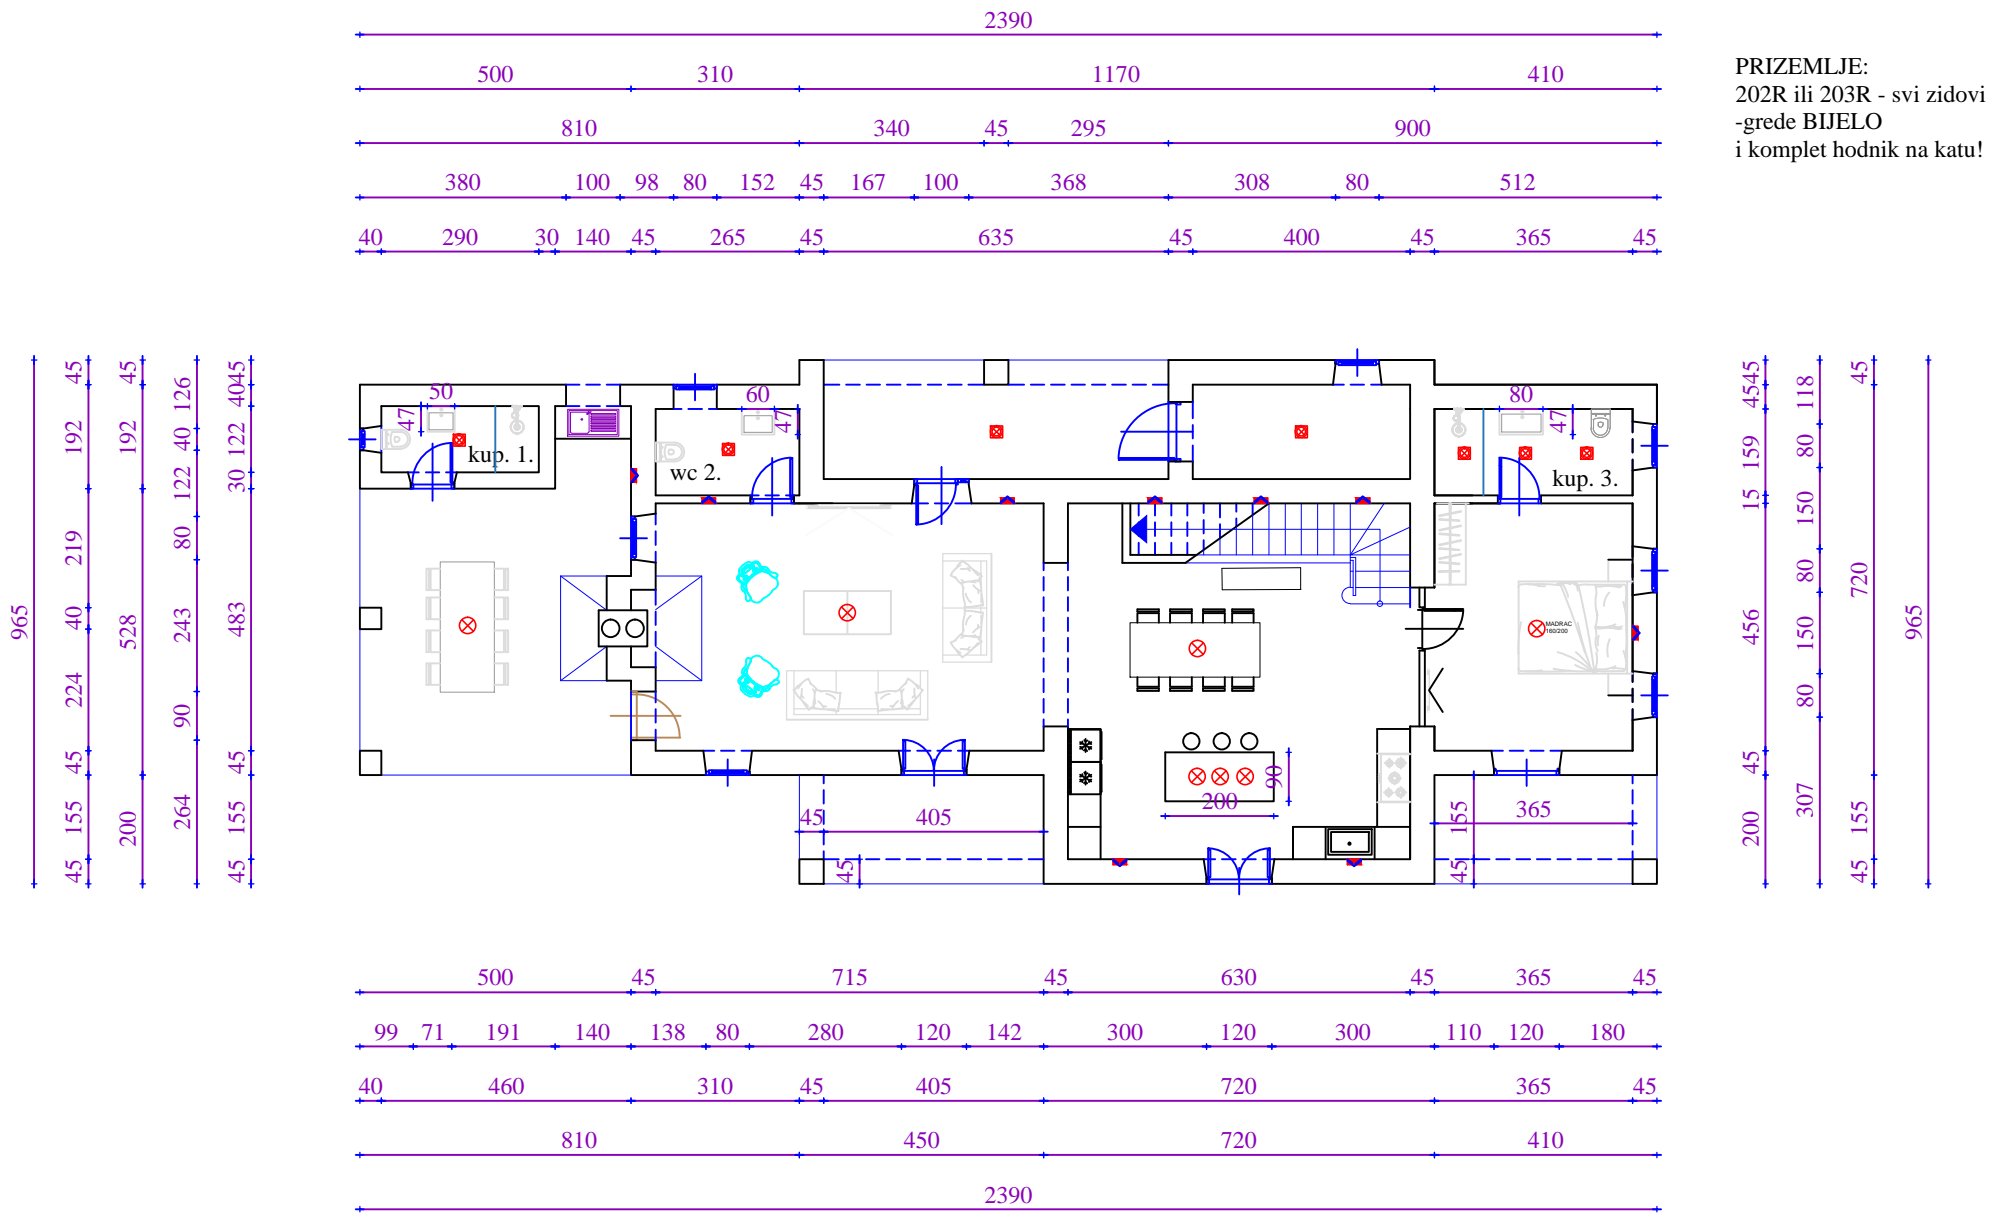 2390
500 310 1170 410
810 340 45 295 900
380 100 98 80 152 45 167 100 368 308 80 512
40 290 30 140 45 265 45 635 45 400 45 365 45
PRIZEMLJE:
202R ili 203R - svi zidovi
-grede BIJELO
i komplet hodnik na katu!
965
45 192 219 40 224 45 155 45
45 192 528 200
126 40 122 80 243 90 264
45 40 122 30 483 45 155 45
50
47
kup. 1.
60
47
wc 2.
80
47
kup. 3.
MADRAC
160/200
90
200
45 405
45
155
45
365
45 45 159 15 456 45 200
118 80 150 80 150 80 307
45 720 155 45
965
500 45 715 45 630 45 365 45
99 71 191 140 138 80 280 120 142 300 120 300 110 120 180
40 460 310 45 405 720 365 45
810 450 720 410
2390